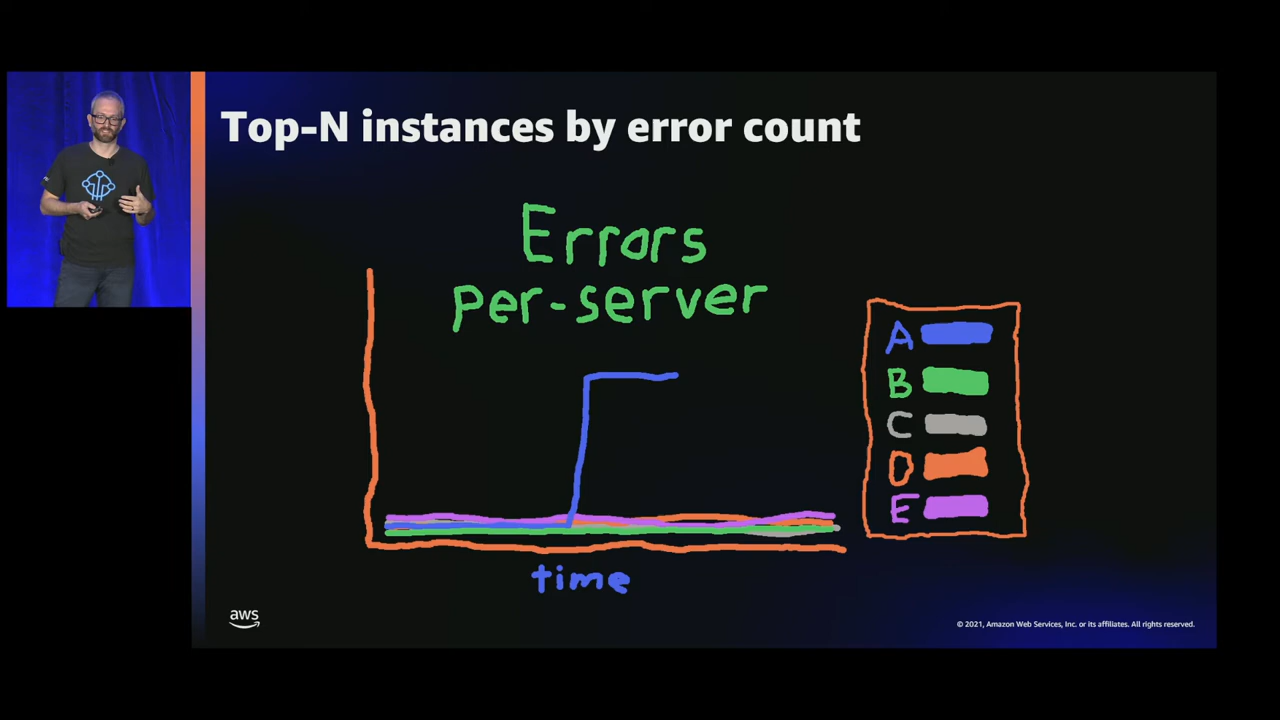 Top-N instances by error count
Errors
Per-server
A
B
C
D
E
time
aws
© 2021, Amazon Web Services, Inc. or its affiliates. All rights reserved.